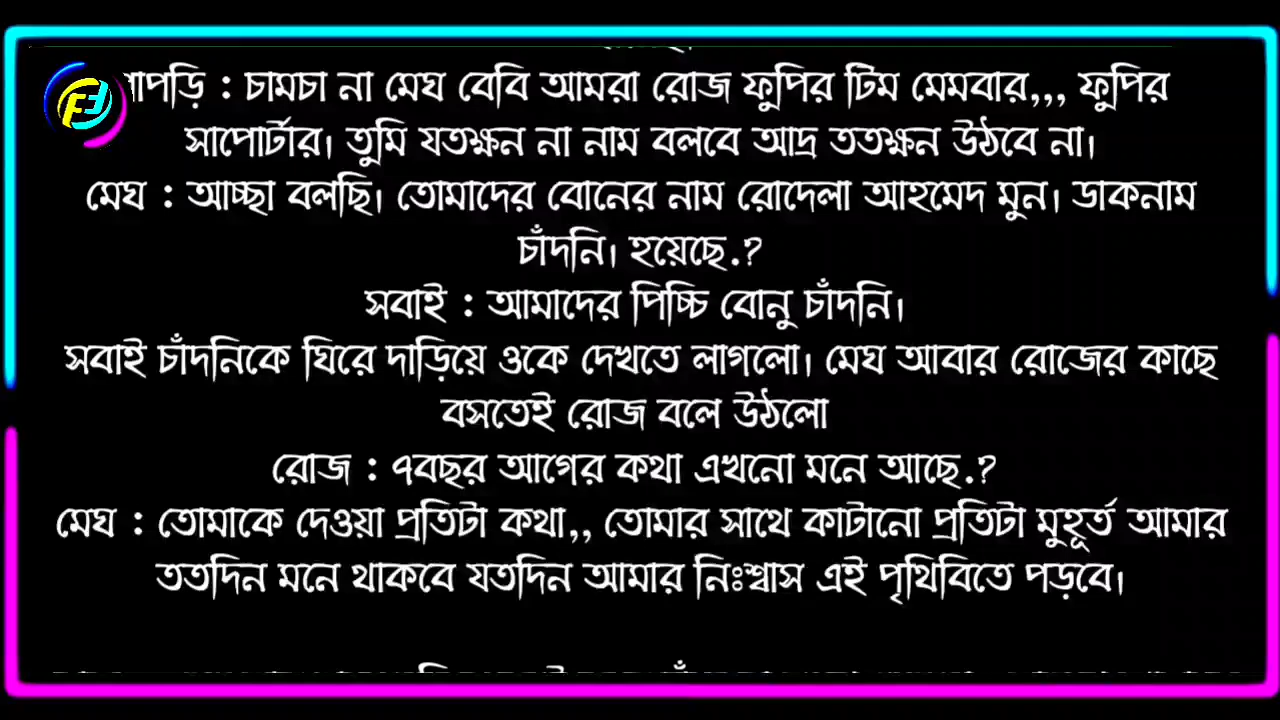 চামচা না মেঘ বেবি আমরা রোজ ফুপির টিম মেমবার,,, ফুপির
সাপোর্টার। তুমি যতক্ষন না নাম বলবে আদ্র ততক্ষন উঠবে না।
মেঘ : আচ্ছা বলছি। তোমাদের বোনের নাম রোদেলা আহমেদ মুন। ডাকনাম
চাঁদনি। হয়েছে.?
সবাই : আমাদের পিচ্চি বোনু চাঁদনি।
সবাই চাঁদনিকে ঘিরে দাড়িয়ে ওকে দেখতে লাগলো। মেঘ আবার রোজের কাছে
বসতেই রোজ বলে উঠলো
রোজ : ৭বছর আগের কথা এখনো মনে আছে.?
মেঘ : তোমাকে দেওয়া প্রতিটা কথা,, তোমার সাথে কাটানো প্রতিটা মুহূর্ত আমার
ততদিন মনে থাকবে যতদিন আমার নিঃশ্বাস এই পৃথিবিতে পড়বে।